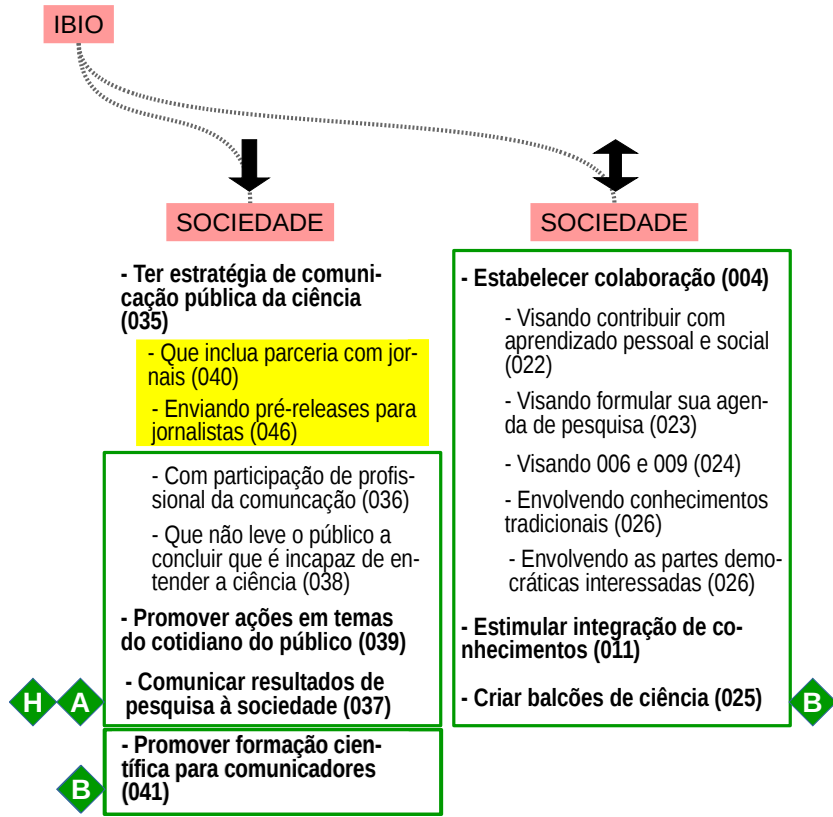 IBIO
SOCIEDADE
- Ter estratégia de comuni-
cação pública da ciência
(035)
- Que inclua parceria com jor-
nais (040)
- Enviando pré-releases para
jornalistas (046)
- Com participação de profis-
sional da comuncação (036)
- Que não leve o público a
concluir que é incapaz de en-
tender a ciência (038)
- Promover ações em temas
do cotidiano do público (039)
- Comunicar resultados de
pesquisa à sociedade (037)
H
A
- Promover formação cien-
tífica para comunicadores
(041)
B
SOCIEDADE
- Estabelecer colaboração (004)
- Visando contribuir com
aprendizado pessoal e social
(022)
- Visando formular sua agen-
da de pesquisa (023)
- Visando 006 e 009 (024)
- Envolvendo conhecimentos
tradicionais (026)
- Envolvendo as partes demo-
cráticas interessadas (026)
- Estimular integração de co-
nhecimentos (011)
- Criar balcões de ciência (025)
B